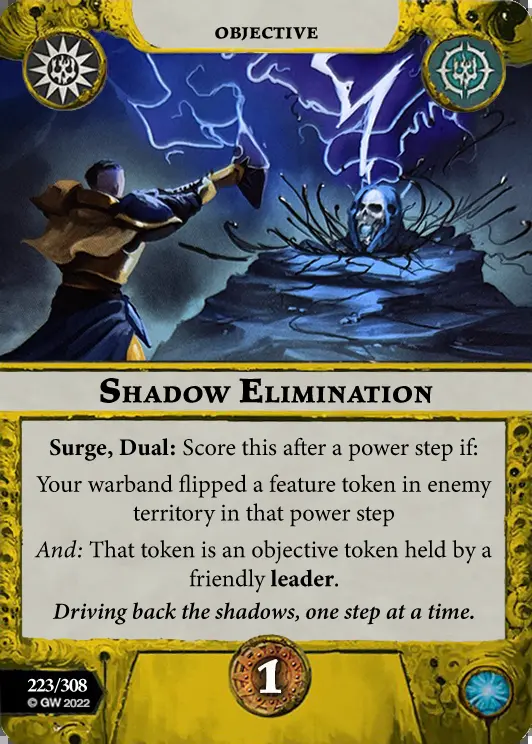 OBJECTIVE
SHADOW ELIMINATION
Surge, Dual: Score this after a power step if:
Your warband flipped a feature token in enemy
territory in that power step
And: That token is an objective token held by a
friendly leader.
Driving back the shadows, one step at a time.
223/308
© GW 2022
1